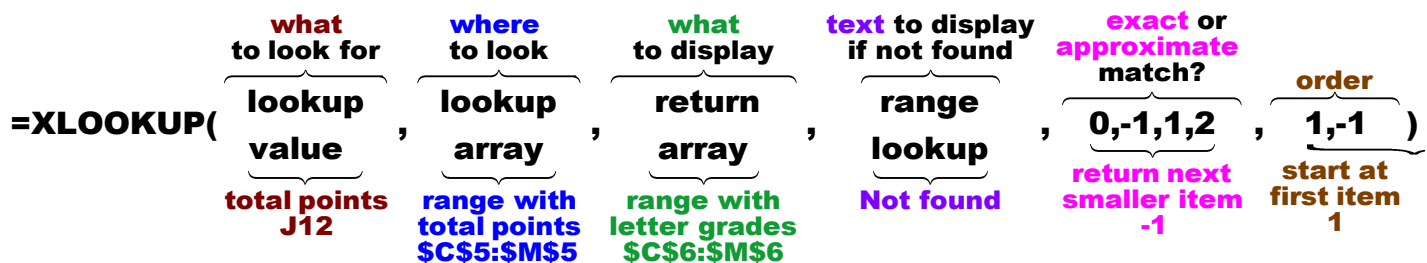 what
to look for
where
to look
what
to display
text to display
if not found
exact or
approximate
match?
order
=XLOOKUP( lookup value , lookup array , return array , range lookup , 0,-1,1,2 , 1,-1 )
total points
J12
range with
total points
$C$5:$M$5
range with
letter grades
$C$6:$M$6
Not found
return next
smaller item
-1
start at
first item
1